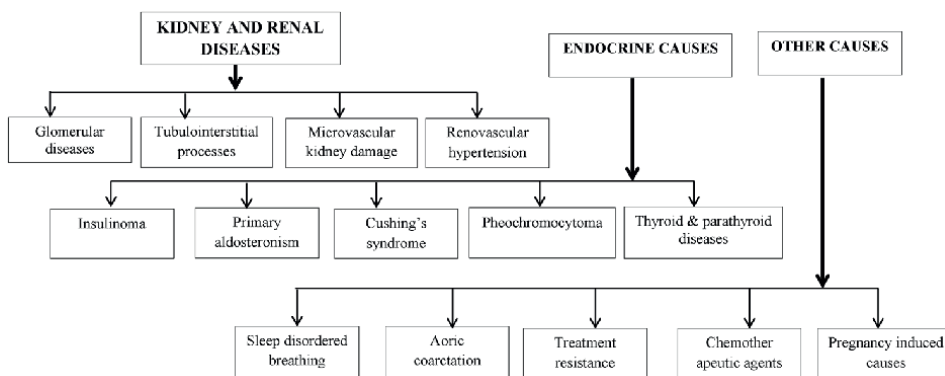 KIDNEY AND RENAL
DISEASES
ENDOCRINE CAUSES
OTHER CAUSES
Glomerular
diseases
Tubulointerstitial
processes
Microvascular
kidney damage
Renovascular
hypertension
Insulinoma
Primary
aldosteronism
Cushing's
syndrome
Pheochromocytoma
Thyroid & parathyroid
diseases
Sleep disordered
breathing
Aoric
coarctation
Treatment
resistance
Chemother
apeutic agents
Pregnancy induced
causes